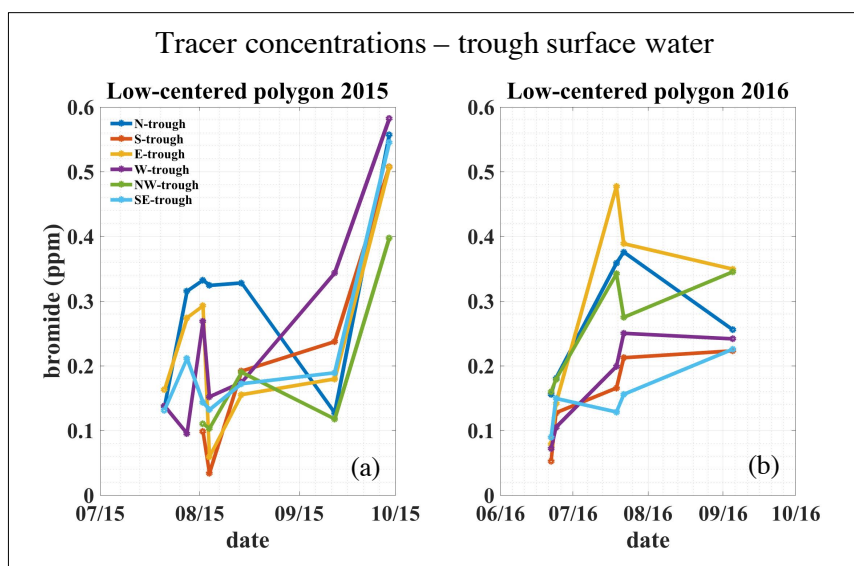 Tracer concentrations – trough surface water
Low-centered polygon 2015
0.6
0.5
0.4
0.3
0.2
0.1
0
bromide (ppm)
N-trough
S-trough
E-trough
W-trough
NW-trough
SE-trough
(a)
07/15 08/15 09/15 10/15
date
Low-centered polygon 2016
0.6
0.5
0.4
0.3
0.2
0.1
0
(b)
06/16 07/16 08/16 09/16 10/16
date